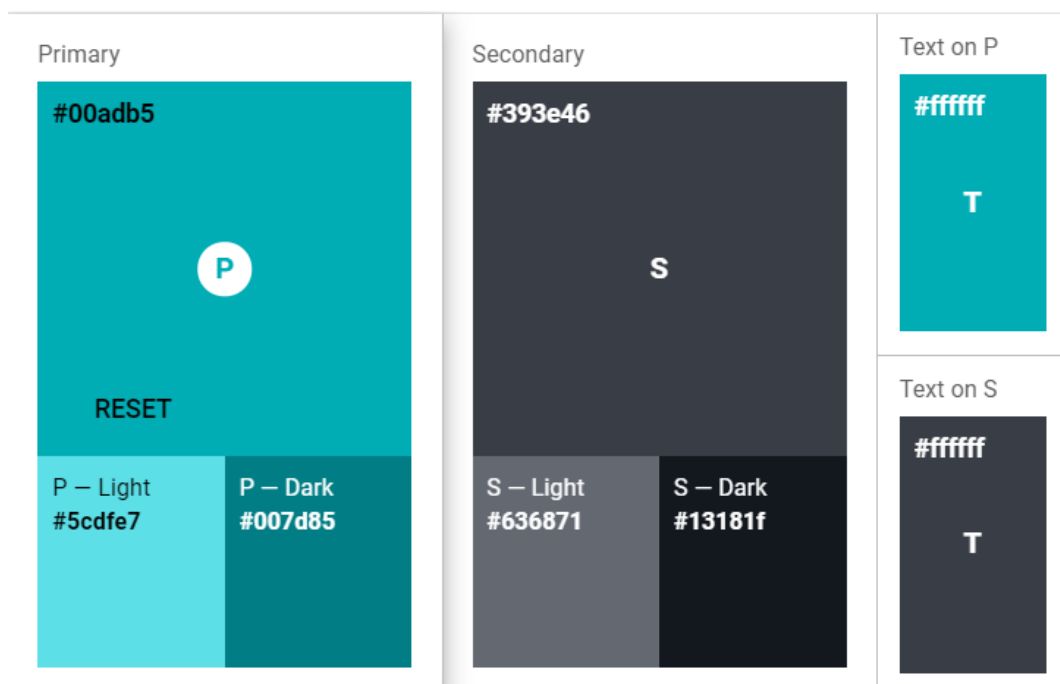 Primary
#00adb5
P
RESET
P — Light
#5cdfe7
P — Dark
#007d85
Secondary
#393e46
S
S — Light
#636871
S — Dark
#13181f
Text on P
#ffffff
T
Text on S
#ffffff
T